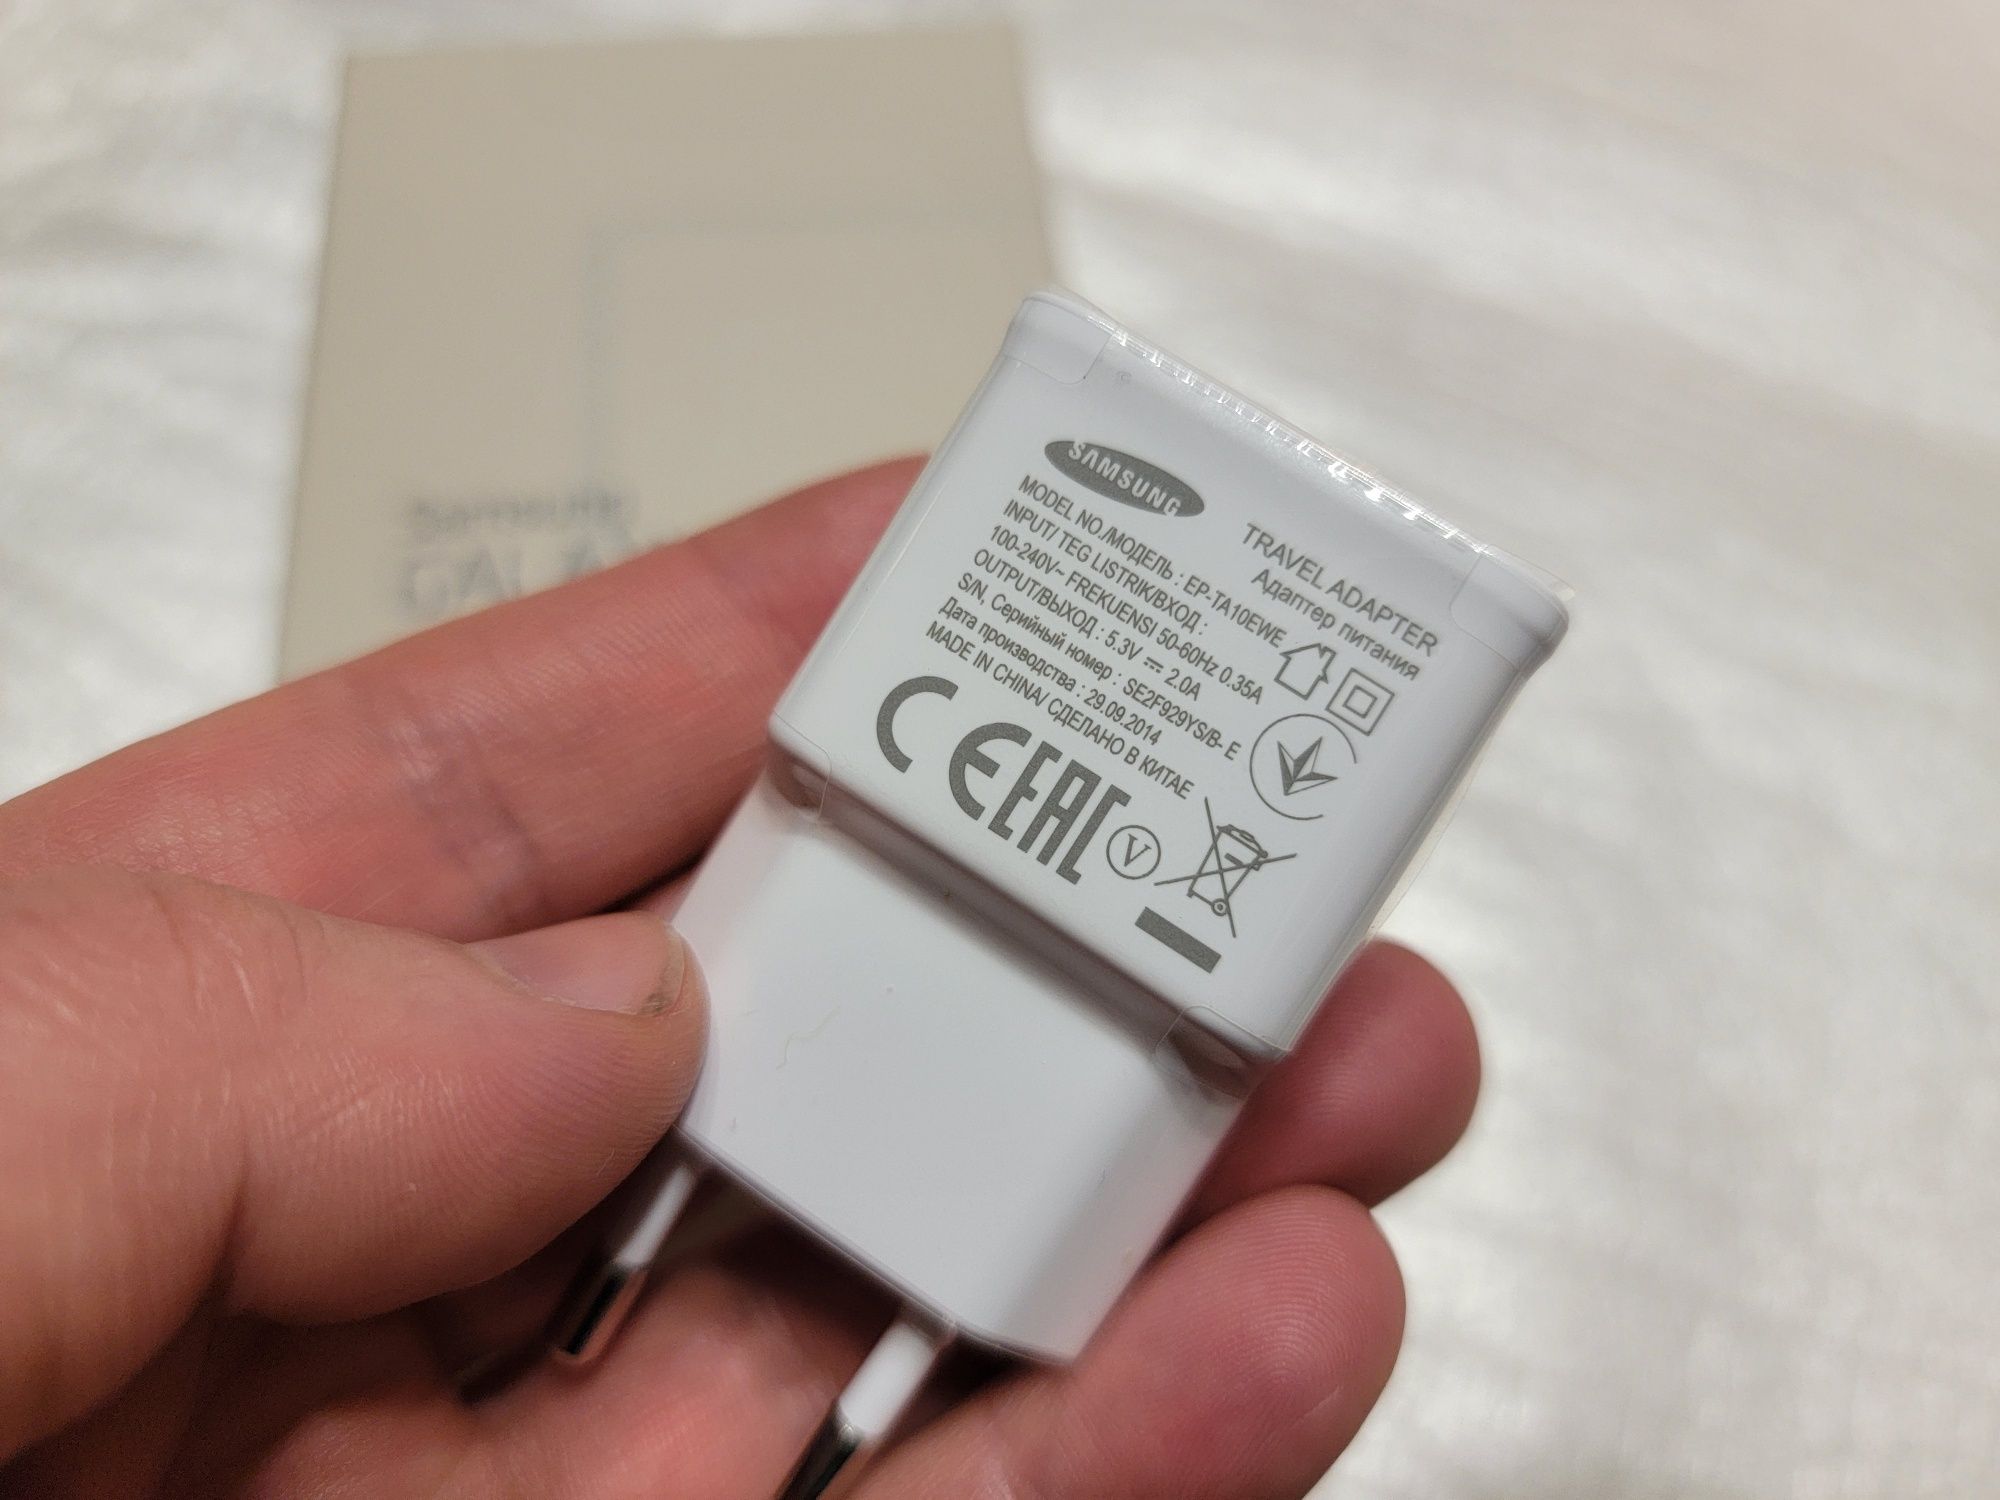 Samsung
GALA
SAMSUNG
TRAVEL ADAPTER
Адаптер питания
MODEL NO./МОДЕЛЬ : EP-TA10EWE
INPUT/ TEG LISTRIK/ВХОД :
100-240V~ FREKUENSI 50-60Hz 0.35A
OUTPUT/ВЫХОД : 5.3V ⎓ 2.0A
S/N, Серийный номер : SE2F929YS/B- E
Дата производства : 29.09.2014
MADE IN CHINA/ СДЕЛАНО В КИТАЕ
CE EAC V